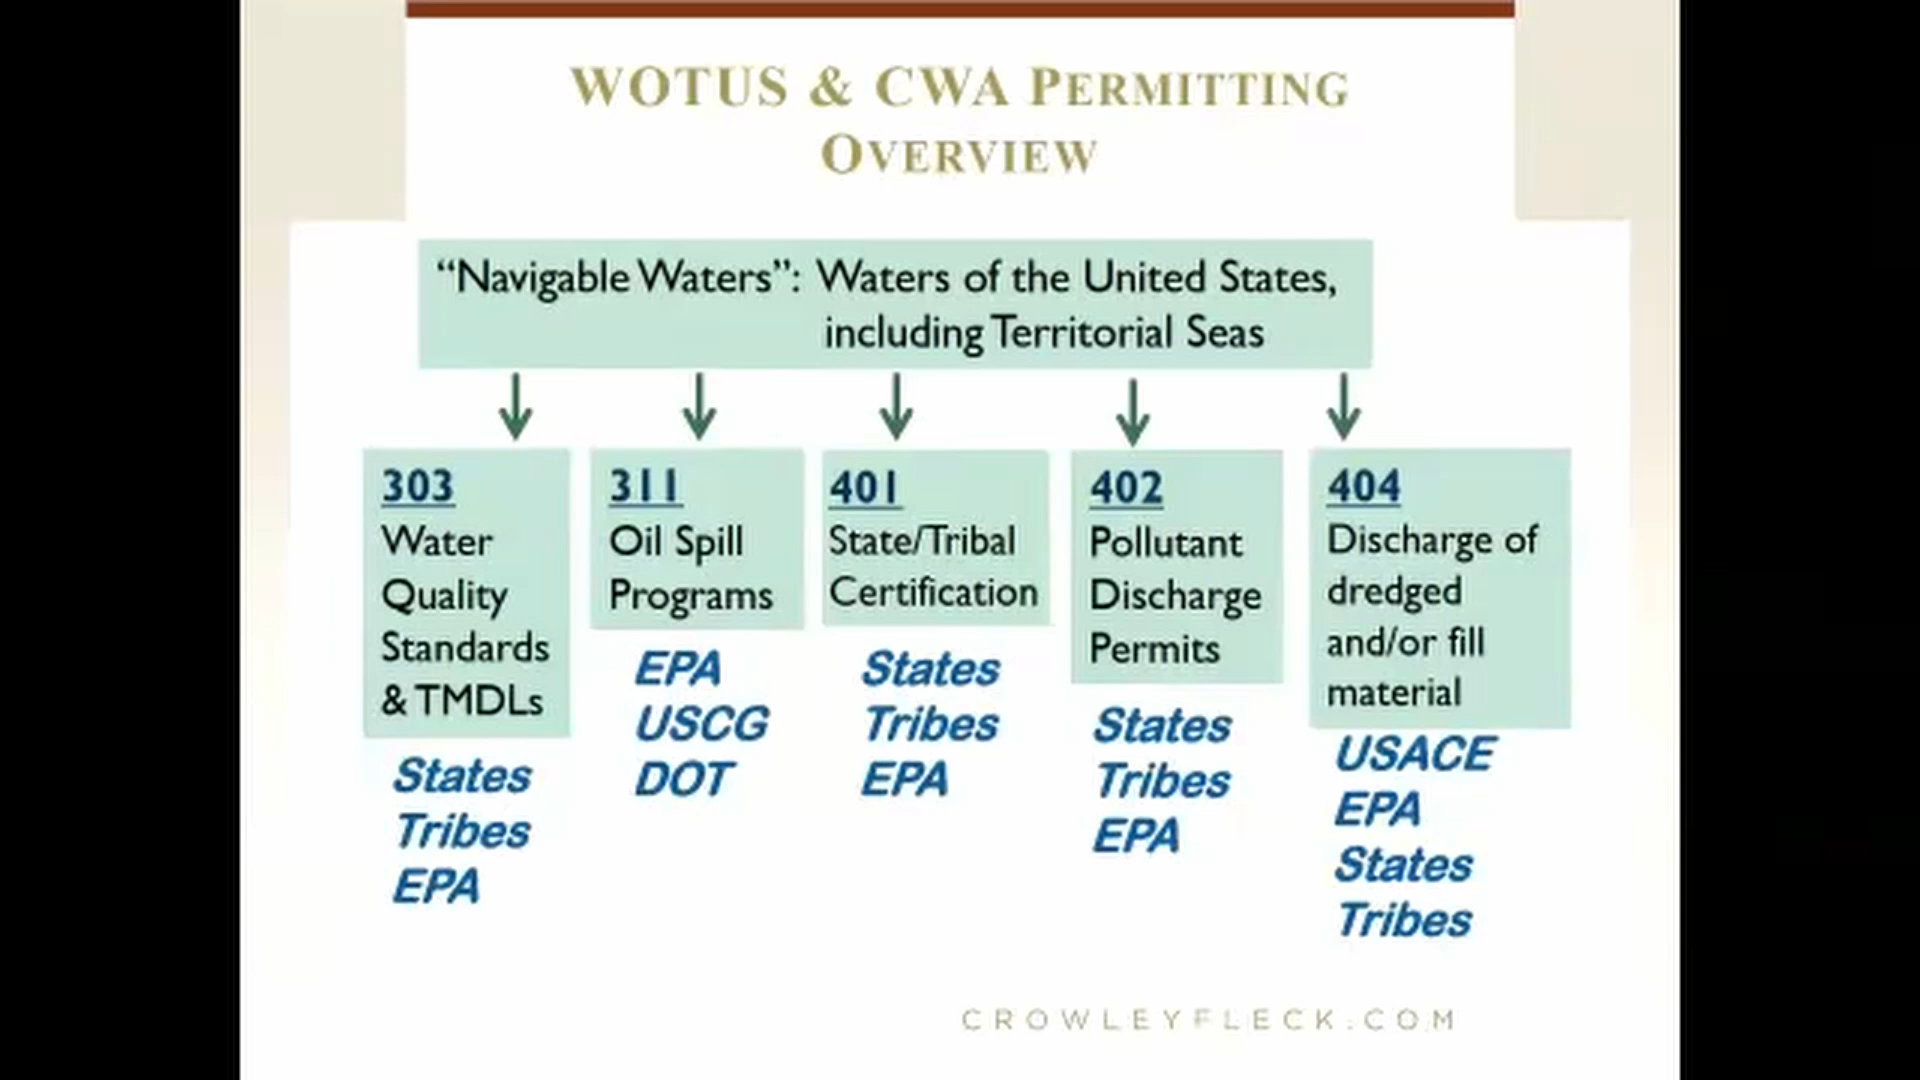 WOTUS & CWA PERMITTING
OVERVIEW
“Navigable Waters”: Waters of the United States,
including Territorial Seas
303
Water
Quality
Standards
& TMDLs
States
Tribes
EPA
311
Oil Spill
Programs
EPA
USCG
DOT
401
State/Tribal
Certification
States
Tribes
EPA
402
Pollutant
Discharge
Permits
States
Tribes
EPA
404
Discharge of
dredged
and/or fill
material
USACE
EPA
States
Tribes
CROWLEYFLECK.COM